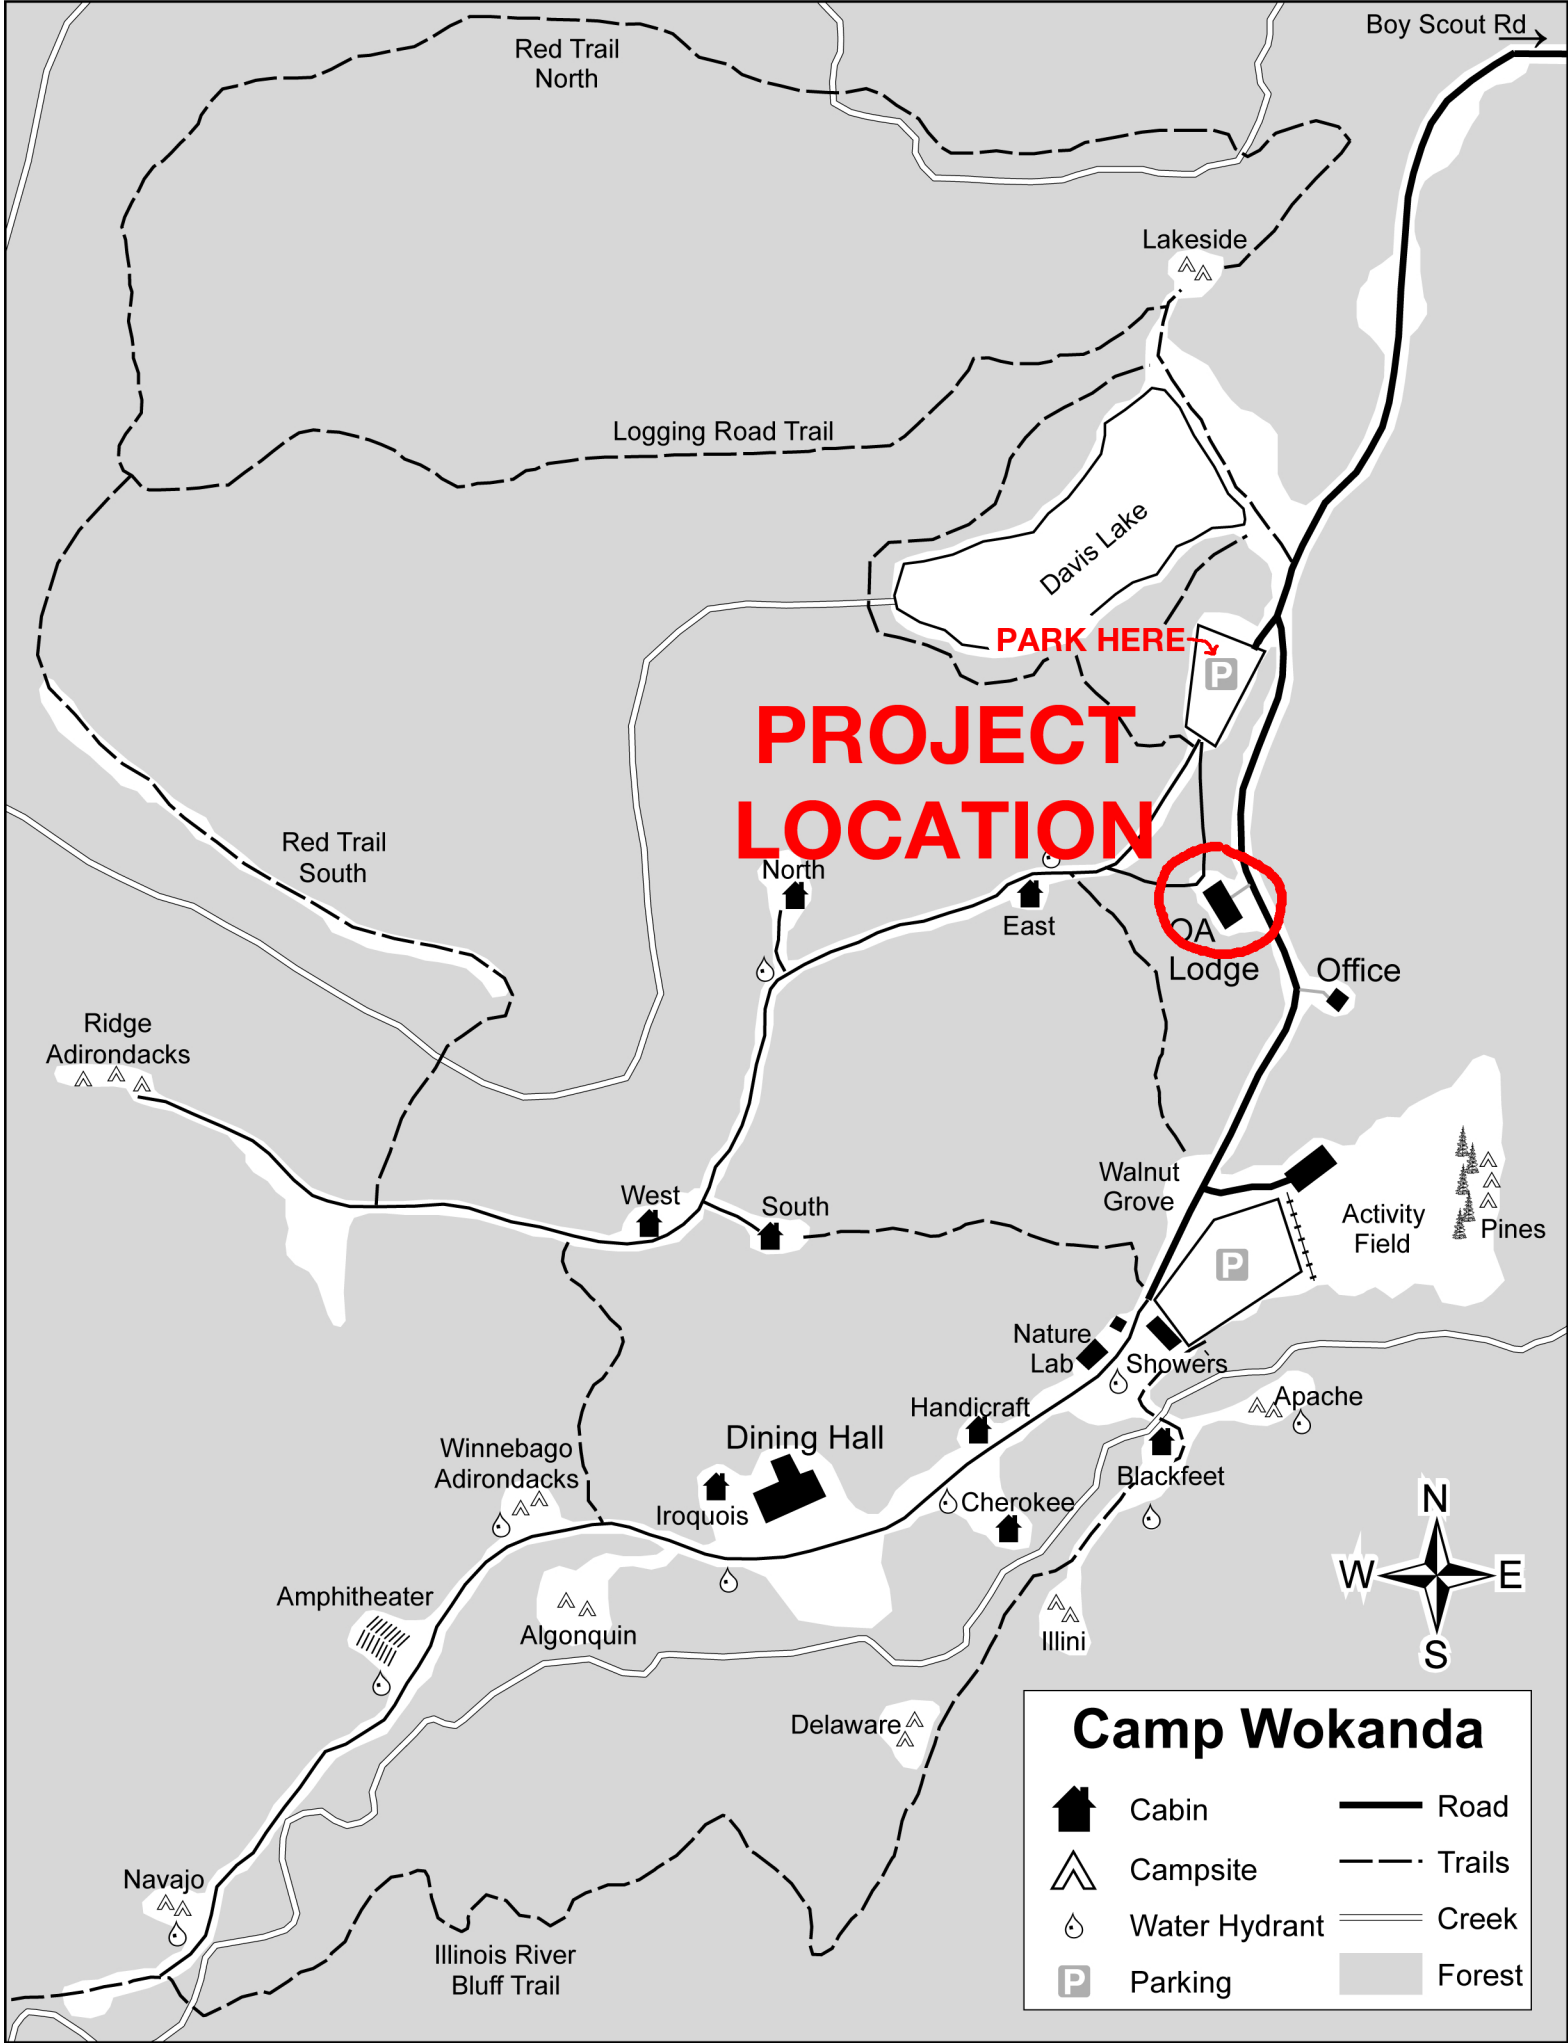 Boy Scout Rd
Red Trail
North
Lakeside
Logging Road Trail
Davis Lake
PARK HERE
P
PROJECT
LOCATION
Red Trail
South
North
East
OA
Lodge
Office
Ridge
Adirondacks
Walnut
Grove
West
South
Activity
Field
Pines
P
Nature
Lab
Showers
Apache
Handicraft
Dining Hall
Winnebago
Adirondacks
Blackfeet
Iroquois
Cherokee
N
W
E
S
Amphitheater
Algonquin
Illini
Delaware
Camp Wokanda
Cabin
Road
Campsite
Trails
Water Hydrant
Creek
P
Parking
Forest
Navajo
Illinois River
Bluff Trail